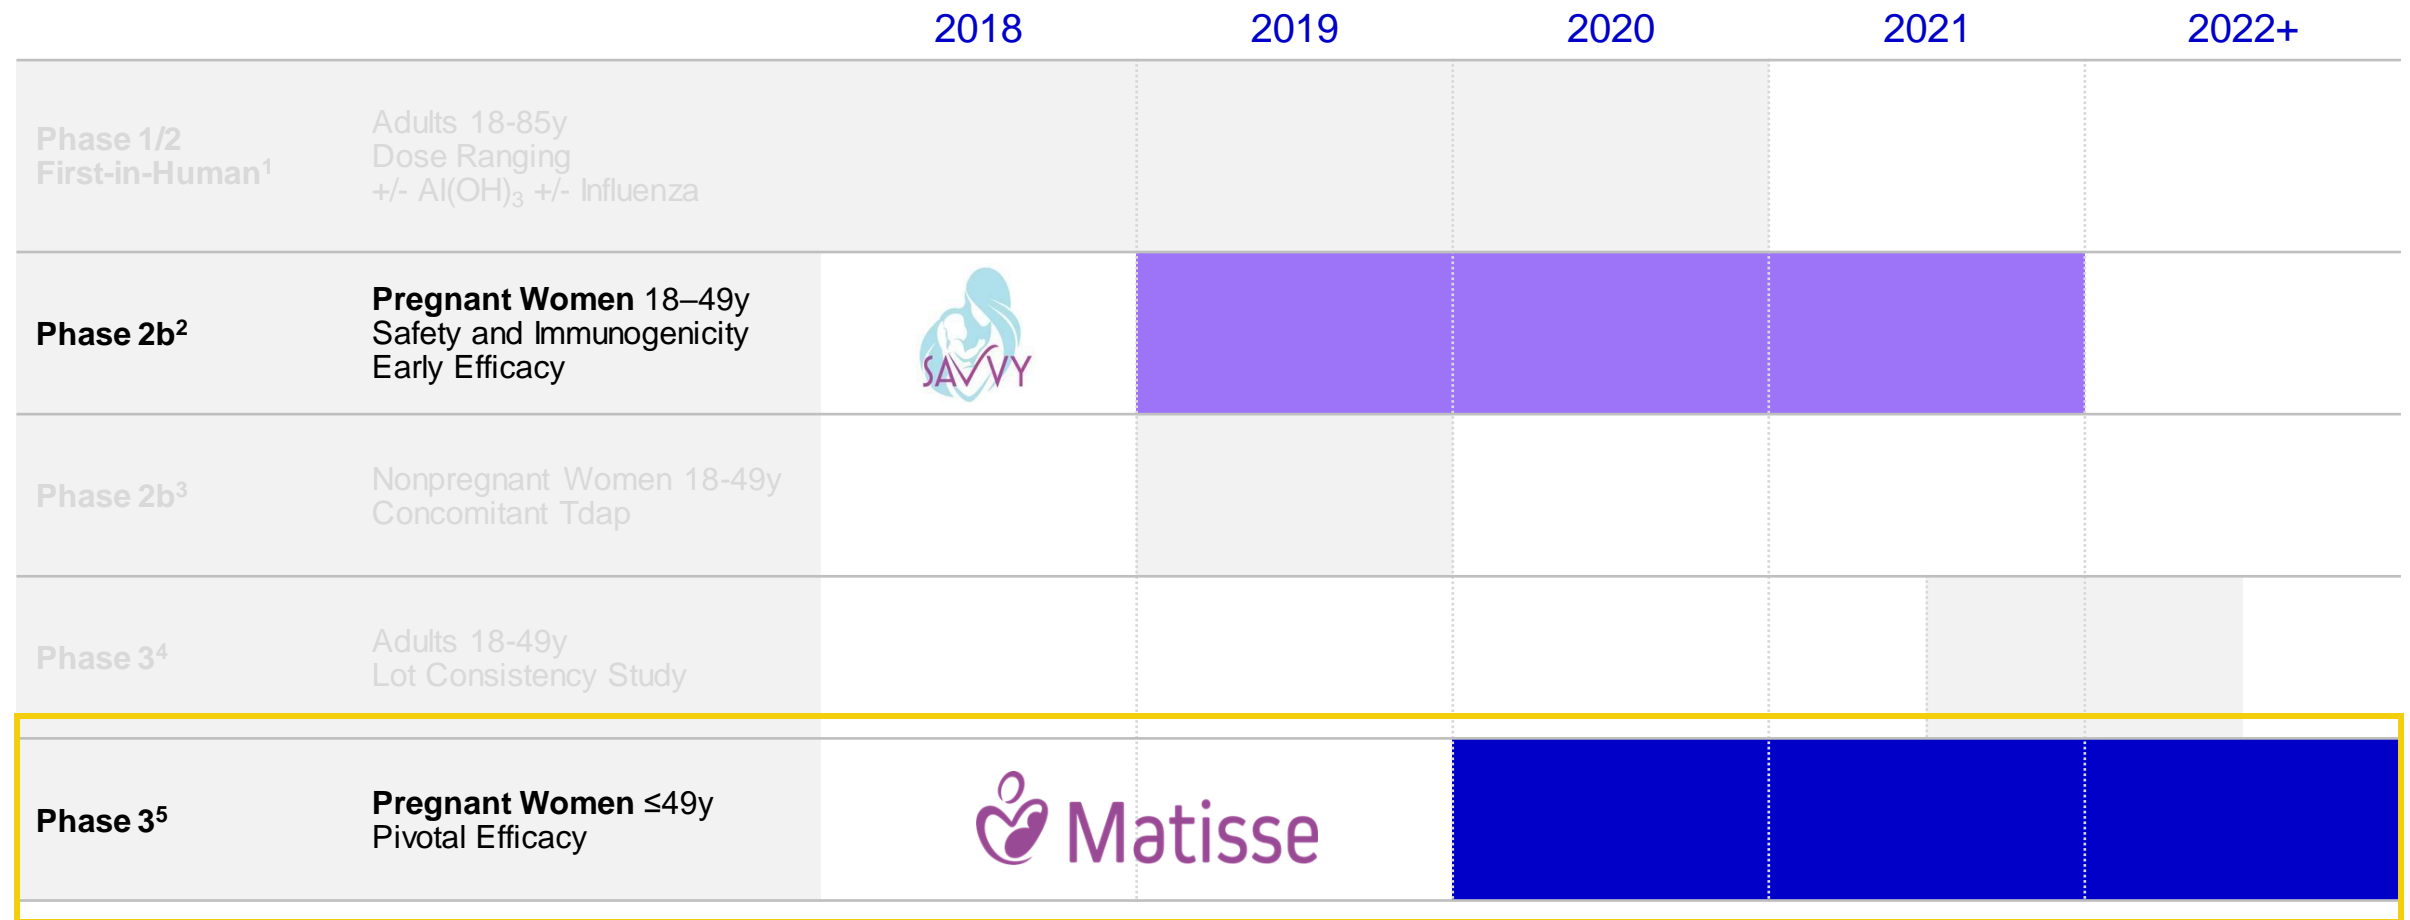 2018 2019 2020 2021 2022+
Phase 1/2
First-in-Human¹
Adults 18-85y
Dose Ranging
+/- Al(OH)₃ +/- Influenza
Phase 2b²
Pregnant Women 18–49y
Safety and Immunogenicity
Early Efficacy
SAVVY
Phase 2b³
Nonpregnant Women 18-49y
Concomitant Tdap
Phase 3⁴
Adults 18-49y
Lot Consistency Study
Phase 3⁵
Pregnant Women ≤49y
Pivotal Efficacy
Matisse